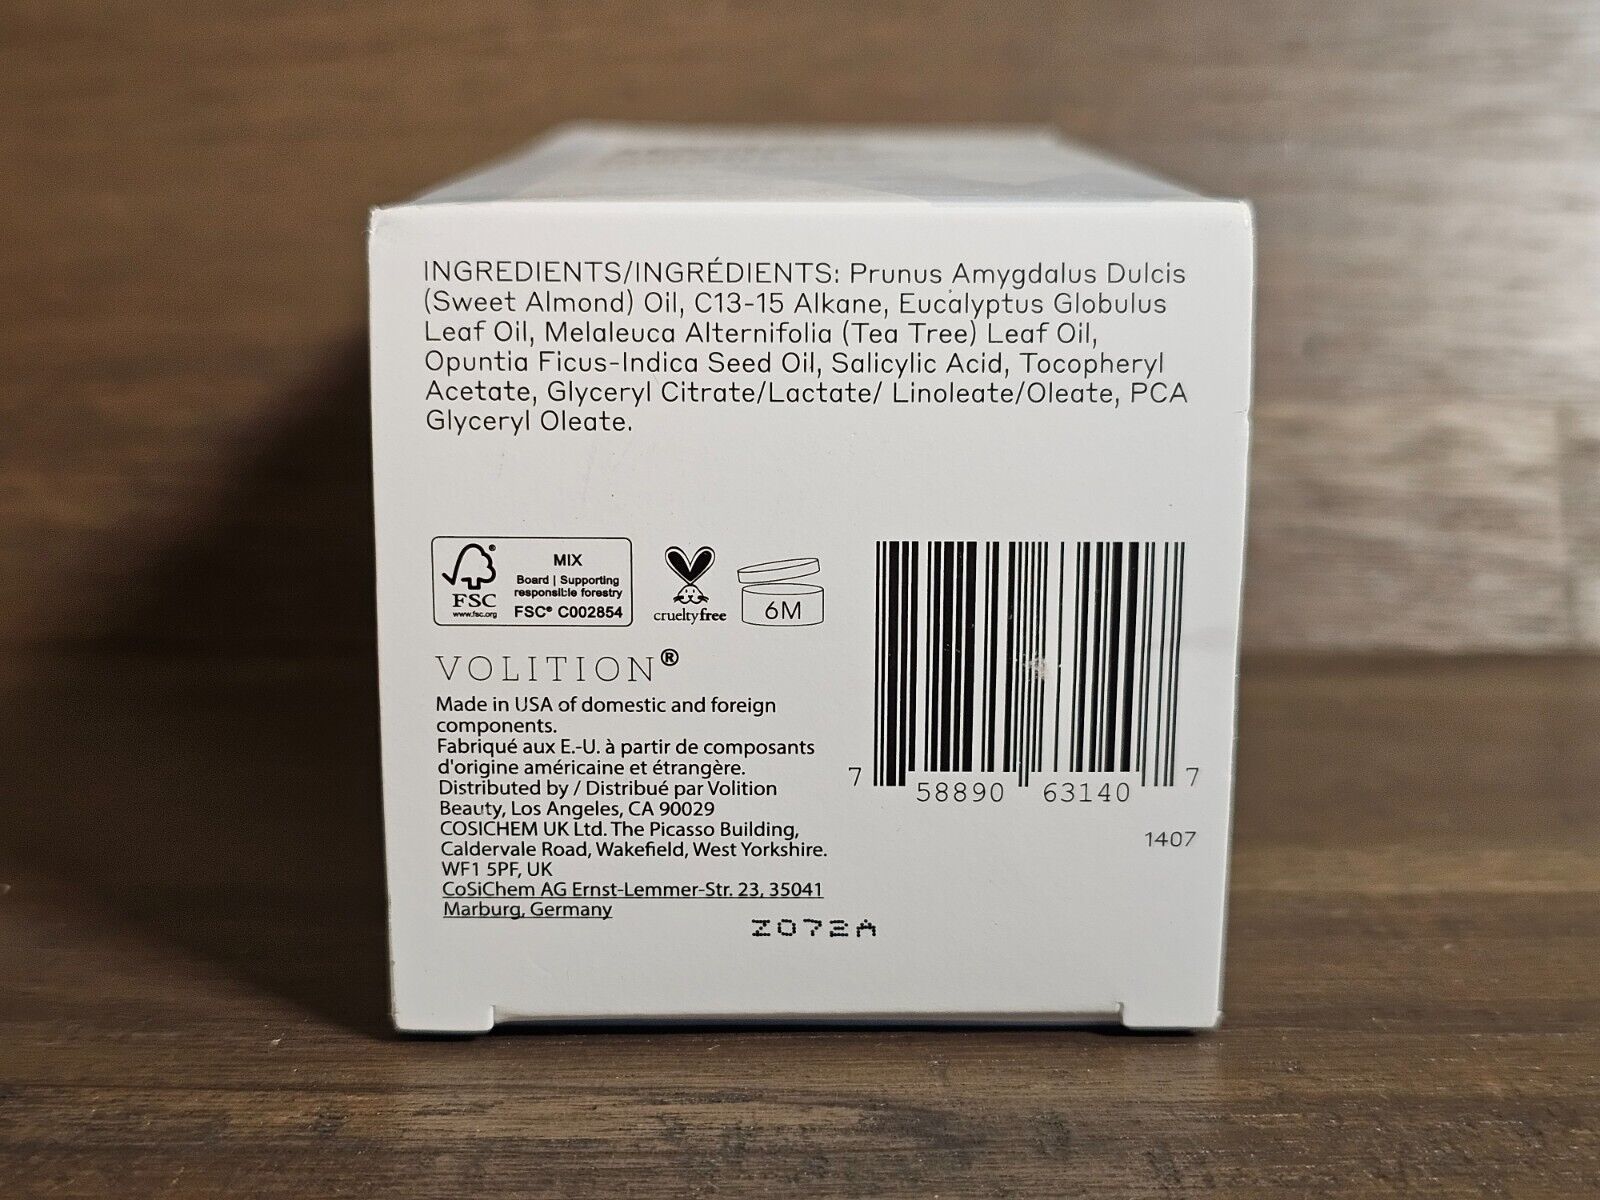 INGREDIENTS/INGRÉDIENTS: Prunus Amygdalus Dulcis
(Sweet Almond) Oil, C13-15 Alkane, Eucalyptus Globulus
Leaf Oil, Melaleuca Alternifolia (Tea Tree) Leaf Oil,
Opuntia Ficus-Indica Seed Oil, Salicylic Acid, Tocopheryl
Acetate, Glyceryl Citrate/Lactate/ Linoleate/Oleate, PCA
Glyceryl Oleate.
FSC
www.fsc.org
MIX
Board | Supporting
responsible forestry
FSC® C002854
crueltyfree
6M
VOLITION®
Made in USA of domestic and foreign
components.
Fabriqué aux E.-U. à partir de composants
d'origine américaine et étrangère.
Distributed by / Distribué par Volition
Beauty, Los Angeles, CA 90029
COSICHEM UK Ltd. The Picasso Building,
Caldervale Road, Wakefield, West Yorkshire.
WF1 5PF, UK
CoSiChem AG Ernst-Lemmer-Str. 23, 35041
Marburg, Germany
7 58890 63140 7
1407
Z072A